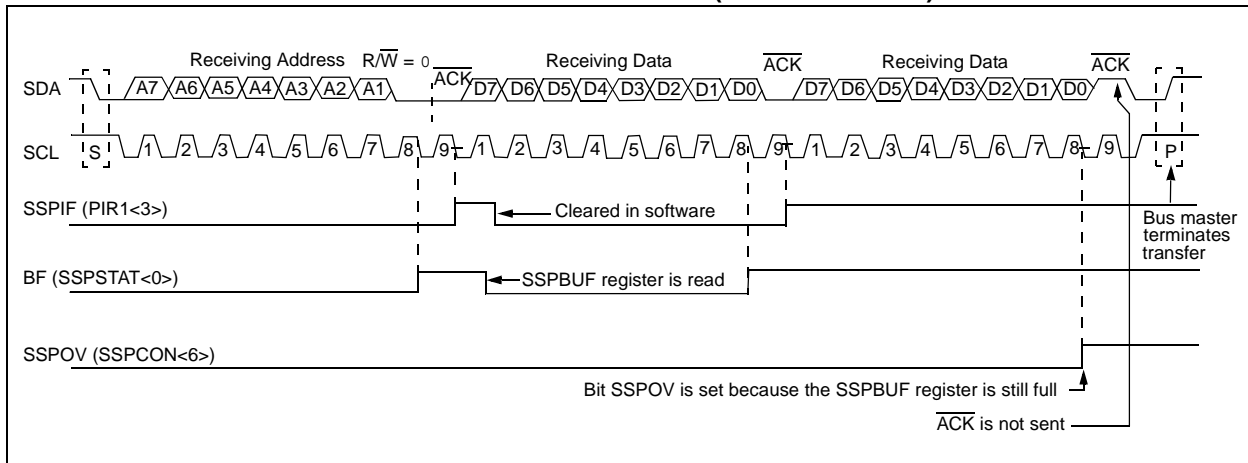 Receiving Address R/W = 0 ACK Receiving Data ACK Receiving Data ACK
SDA A7 A6 A5 A4 A3 A2 A1 D7 D6 D5 D4 D3 D2 D1 D0 D7 D6 D5 D4 D3 D2 D1 D0
SCL S 1 2 3 4 5 6 7 8 9 1 2 3 4 5 6 7 8 9 1 2 3 4 5 6 7 8 9 P
SSPIF (PIR1<3>)
Cleared in software
Bus master
terminates
transfer
BF (SSPSTAT<0>)
SSPBUF register is read
SSPOV (SSPCON<6>)
Bit SSPOV is set because the SSPBUF register is still full
ACK is not sent